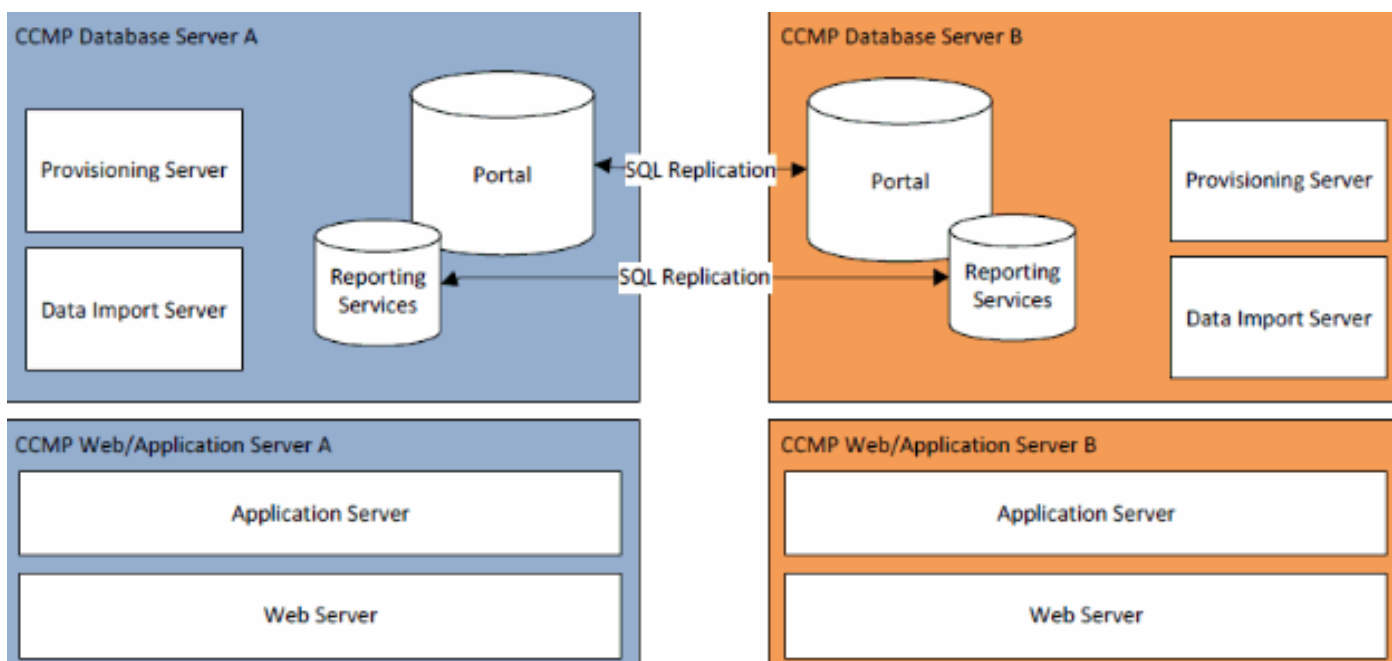 CCMP Database Server A
Provisioning Server
Data Import Server
Portal
Reporting
Services
SQL Replication
SQL Replication
CCMP Database Server B
Portal
Reporting
Services
Provisioning Server
Data Import Server
CCMP Web/Application Server A
Application Server
Web Server
CCMP Web/Application Server B
Application Server
Web Server